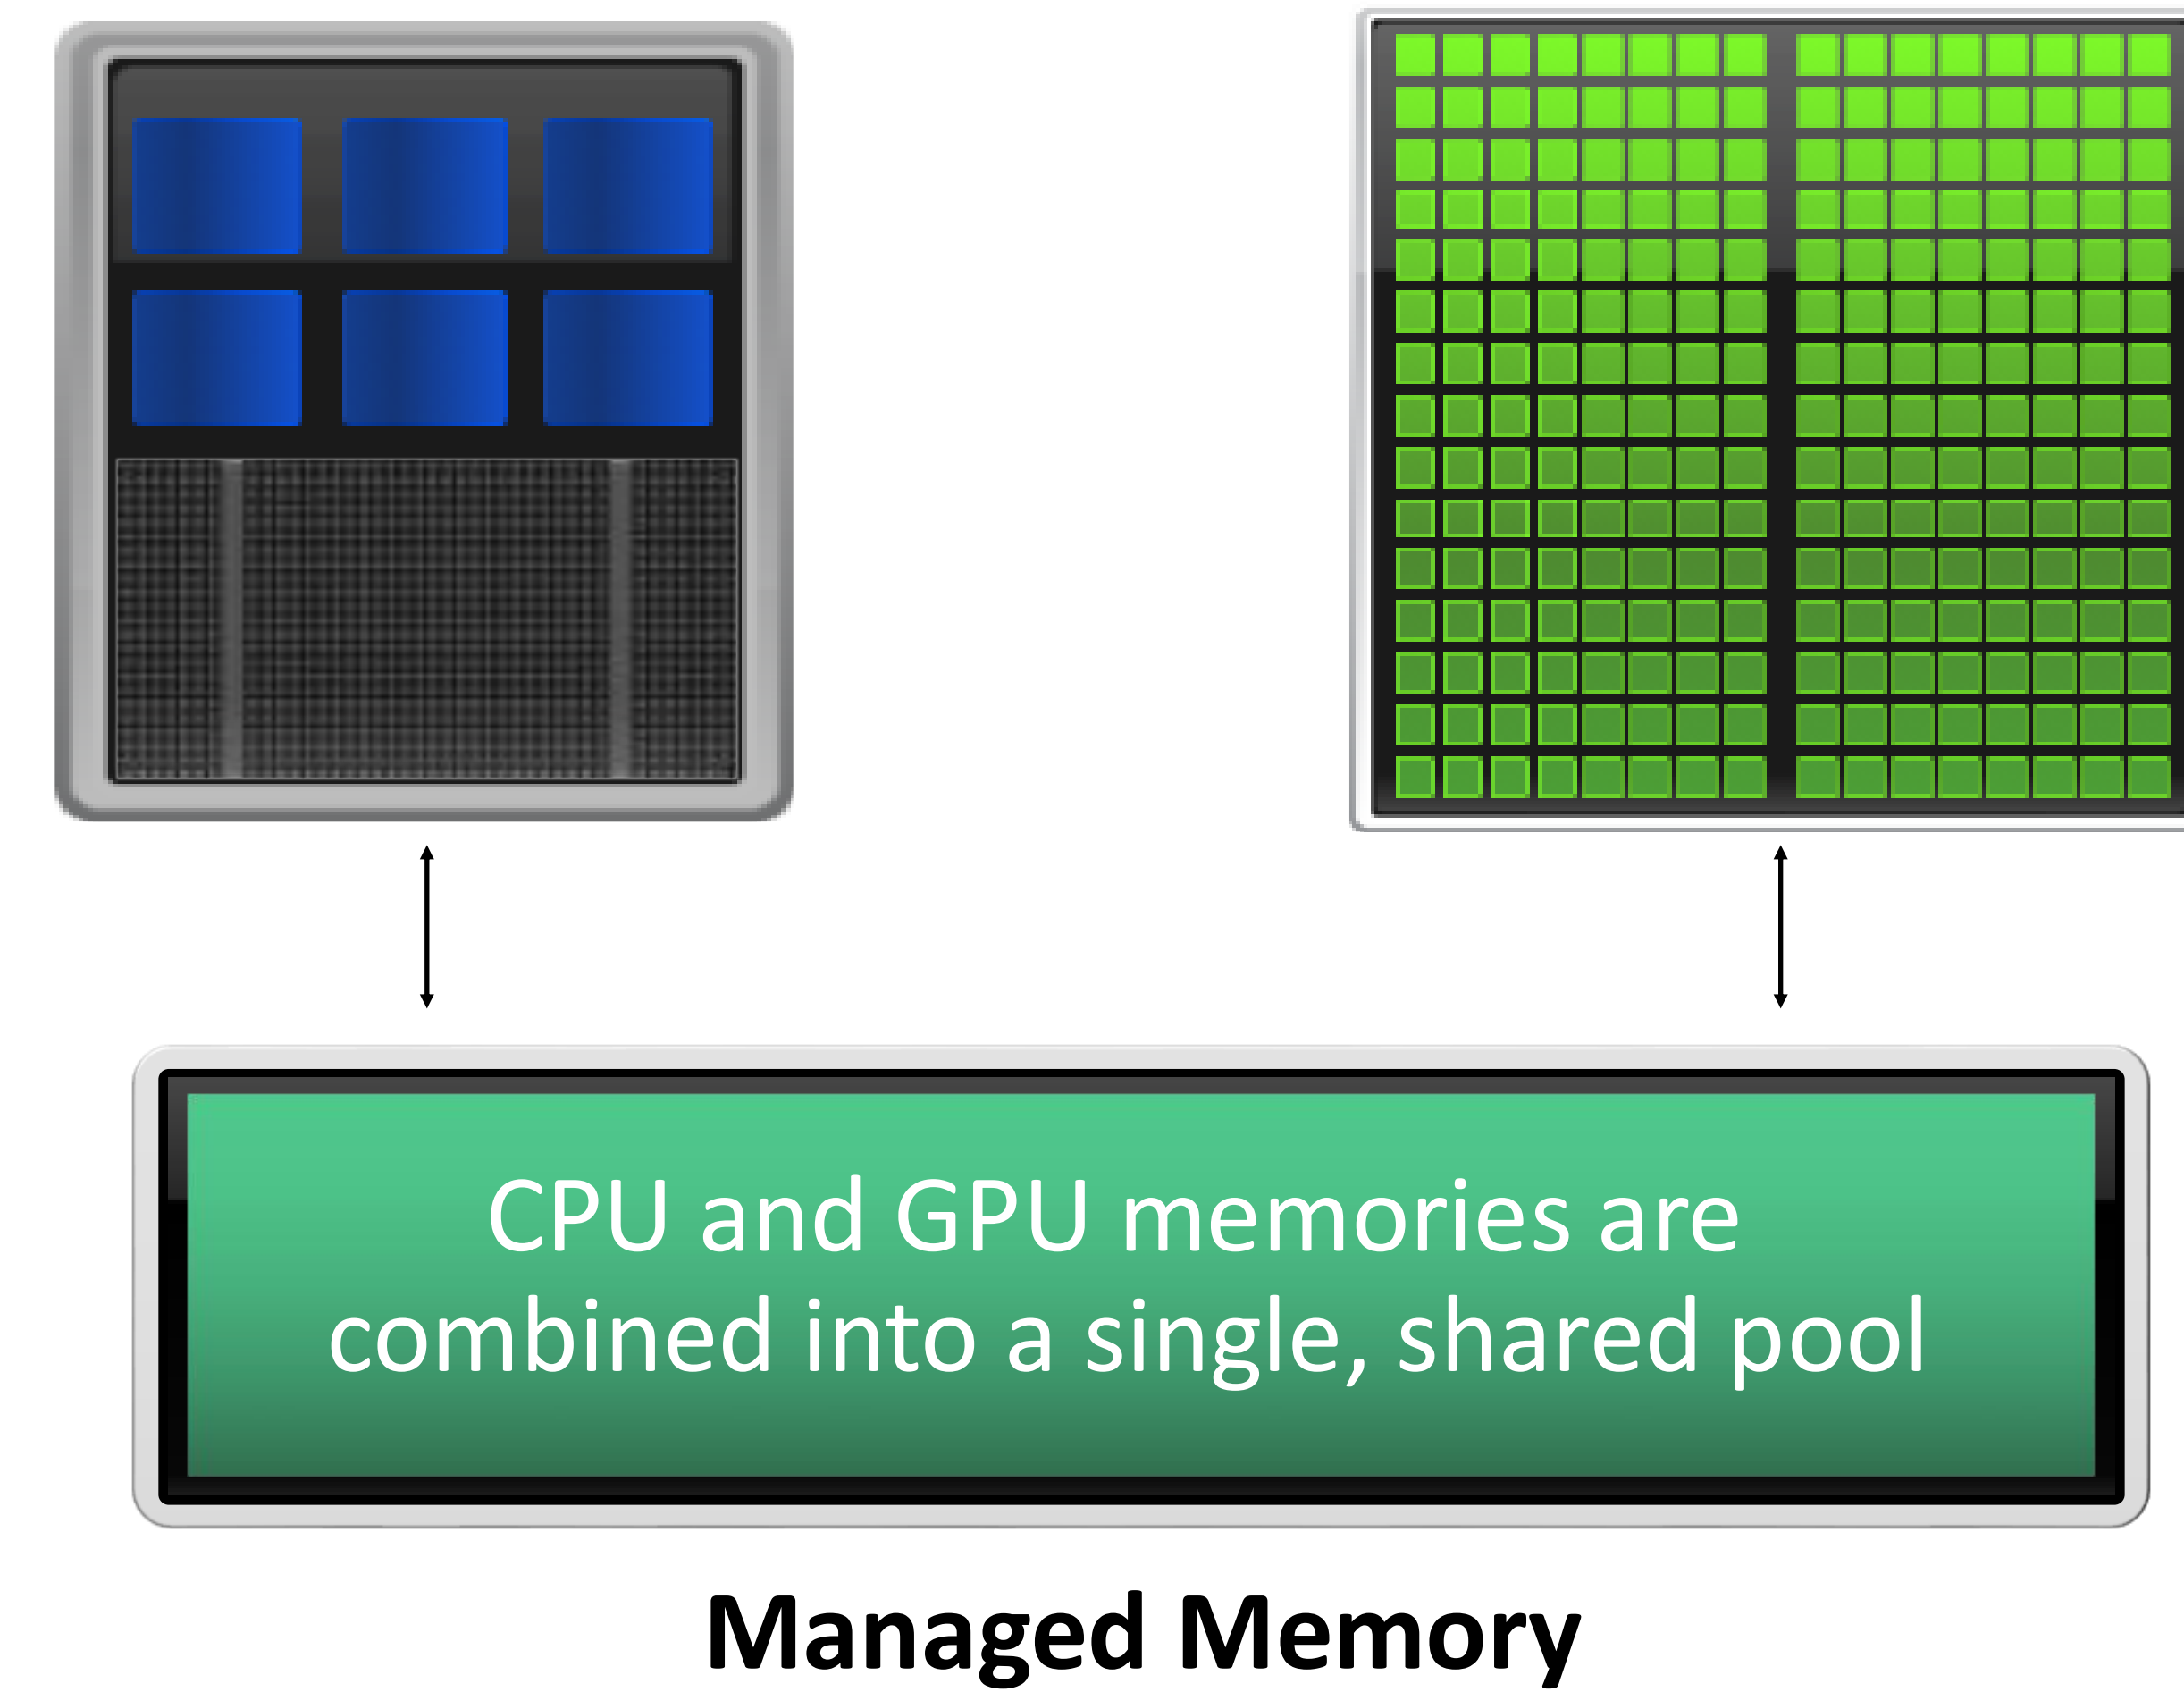 CPU and GPU memories are
combined into a single, shared pool
Managed Memory